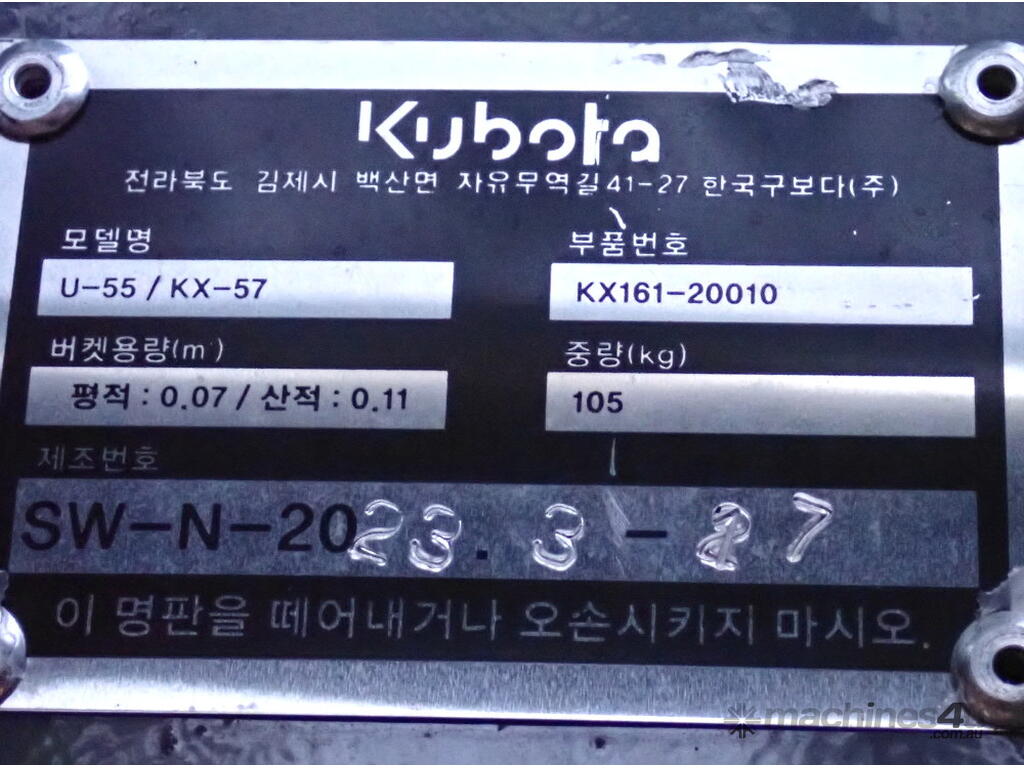 Kubota
전라북도 김제시 백산면 자유무역길 41-27 한국구보다(주)
모델명
부품번호
U-55 / KX-57
KX161-20010
버켓용량(m³)
중량(kg)
평적 : 0.07 / 산적 : 0.11
105
제조번호
SW-N-2023. 3 - 27
이 명판을 떼어내거나 오손시키지 마시오.
machines4u
.com.au